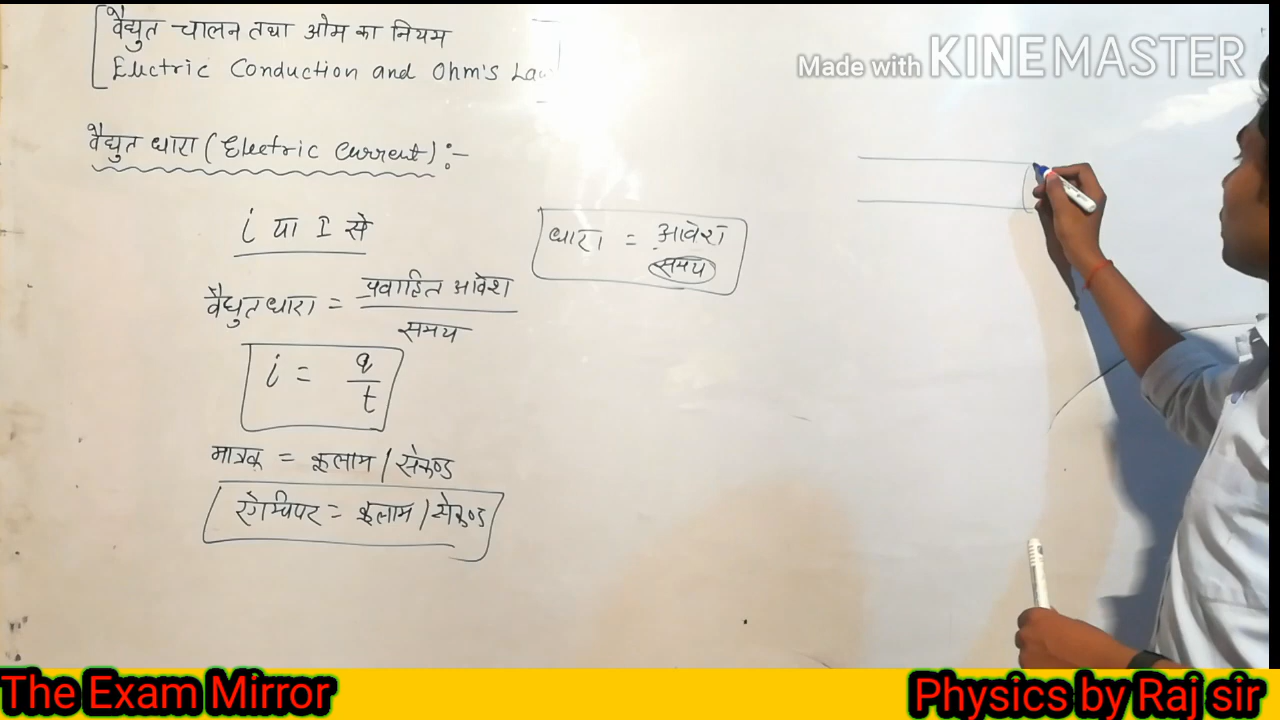 वैद्युत चालन तथा ओम का नियम
Electric Conduction and Ohm's Law
वैद्युत धारा (Electric Current) :-
i या I से
वैद्युत धारा = प्रवाहित आवेश
समय
i = q
t
मात्रक = कूलाम / सेकण्ड
ऐम्पियर = कूलाम / सेकण्ड
धारा = आवेश
समय
Made with KINEMASTER
The Exam Mirror
Physics by Raj sir